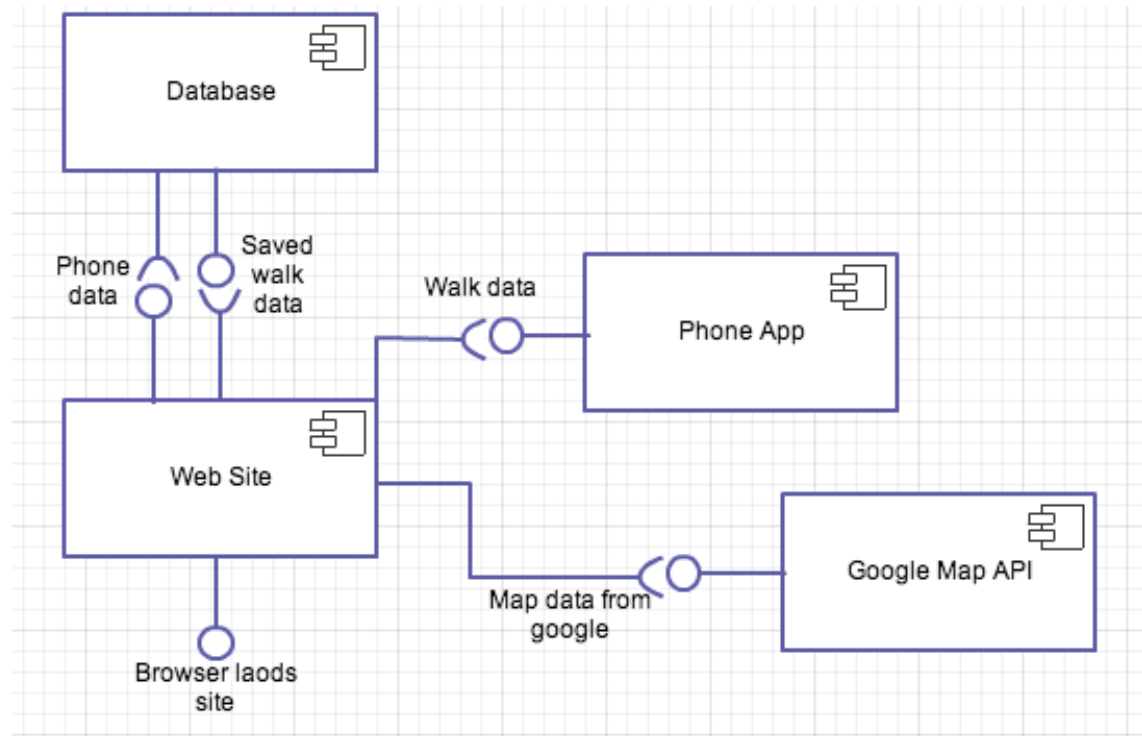 Database
Phone
data
Saved
walk
data
Walk data
Phone App
Web Site
Google Map API
Map data from
google
Browser laods
site